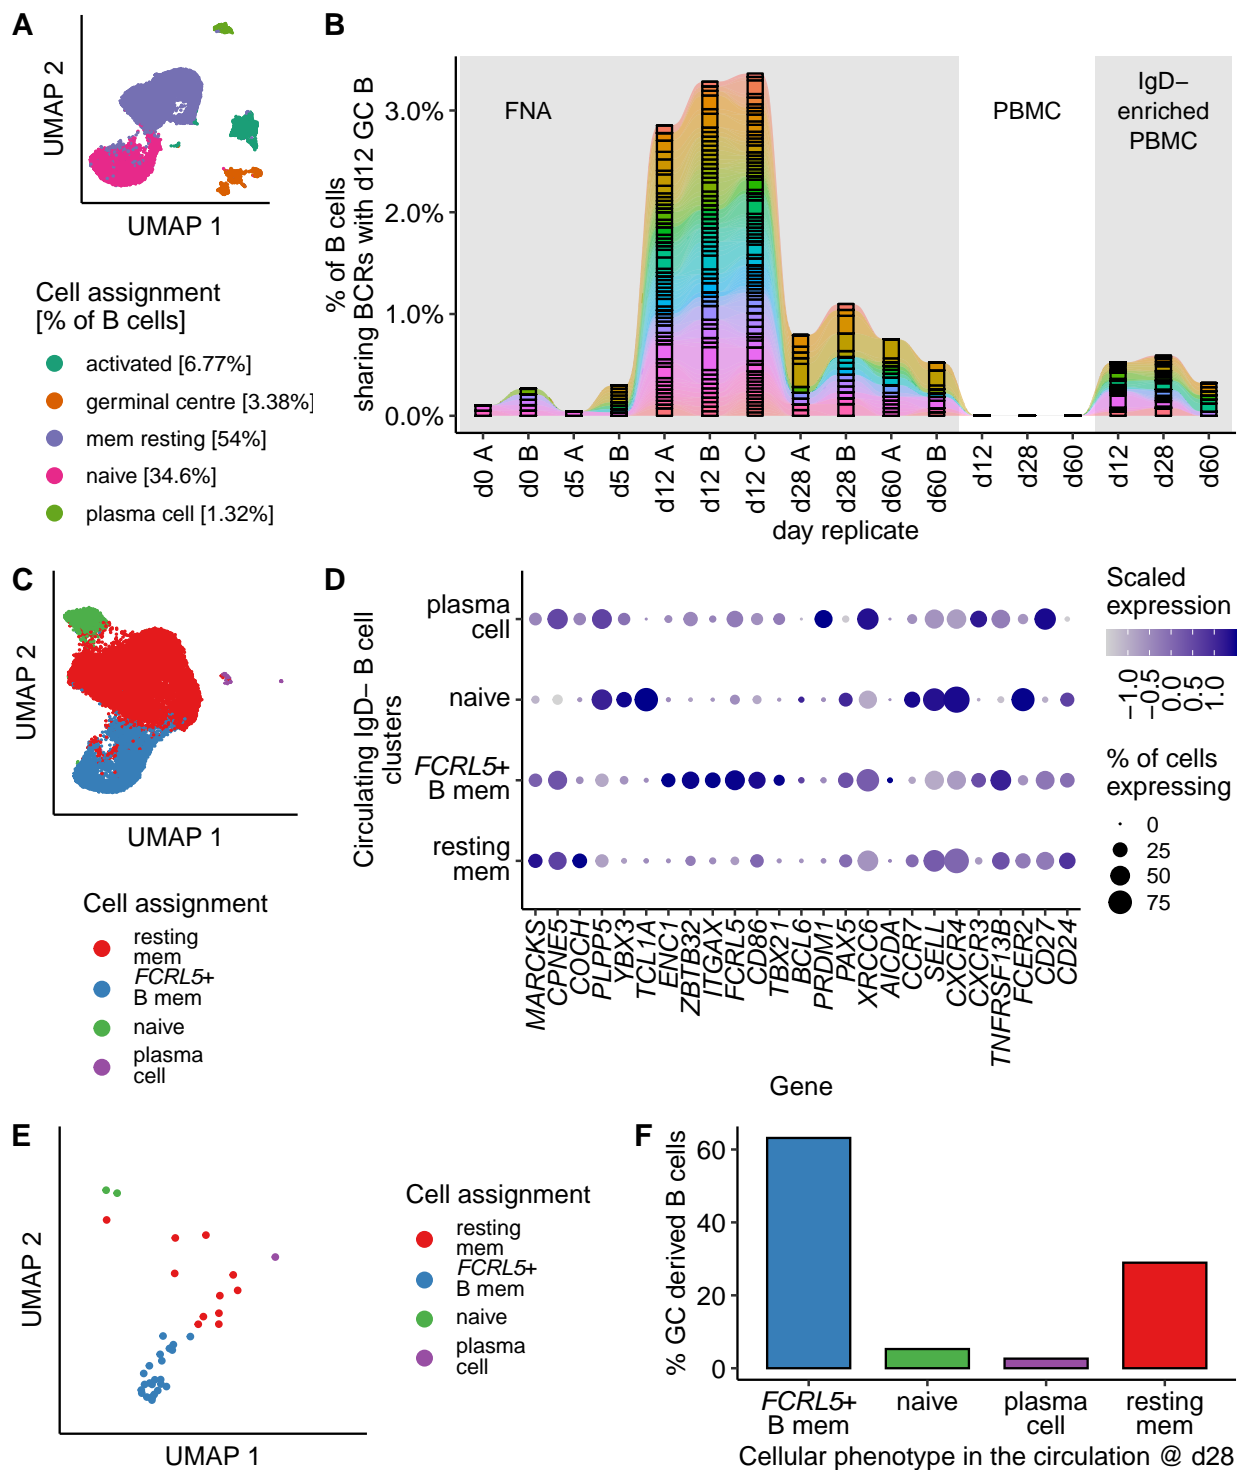 A
UMAP 2
UMAP 1
Cell assignment
[% of B cells]
activated [6.77%]
germinal centre [3.38%]
mem resting [54%]
naive [34.6%]
plasma cell [1.32%]
B
% of B cells
sharing BCRs with d12 GC B
3.0%
2.0%
1.0%
0.0%
FNA
PBMC
IgD−
enriched
PBMC
d0 A
d0 B
d5 A
d5 B
d12 A
d12 B
d12 C
d28 A
d28 B
d60 A
d60 B
d12
d28
d60
d12
d28
d60
day replicate
C
UMAP 2
UMAP 1
Cell assignment
resting
mem
FCRL5+
B mem
naive
plasma
cell
D
Circulating IgD− B cell
clusters
plasma
cell
naive
FCRL5+
B mem
resting
mem
MARCKS
CPNE5
COCH
PLPP5
YBX3
TCL1A
ENC1
ZBTB32
ITGAX
FCRL5
CD86
TBX21
BCL6
PRDM1
PAX5
XRCC6
AICDA
CCR7
SELL
CXCR4
CXCR3
TNFRSF13B
FCER2
CD27
CD24
Gene
Scaled
expression
−1.0
−0.5
0.0
0.5
1.0
% of cells
expressing
0
25
50
75
E
UMAP 2
UMAP 1
Cell assignment
resting
mem
FCRL5+
B mem
naive
plasma
cell
F
% GC derived B cells
60
40
20
0
FCRL5+
B mem
naive
plasma
cell
resting
mem
Cellular phenotype in the circulation @ d28